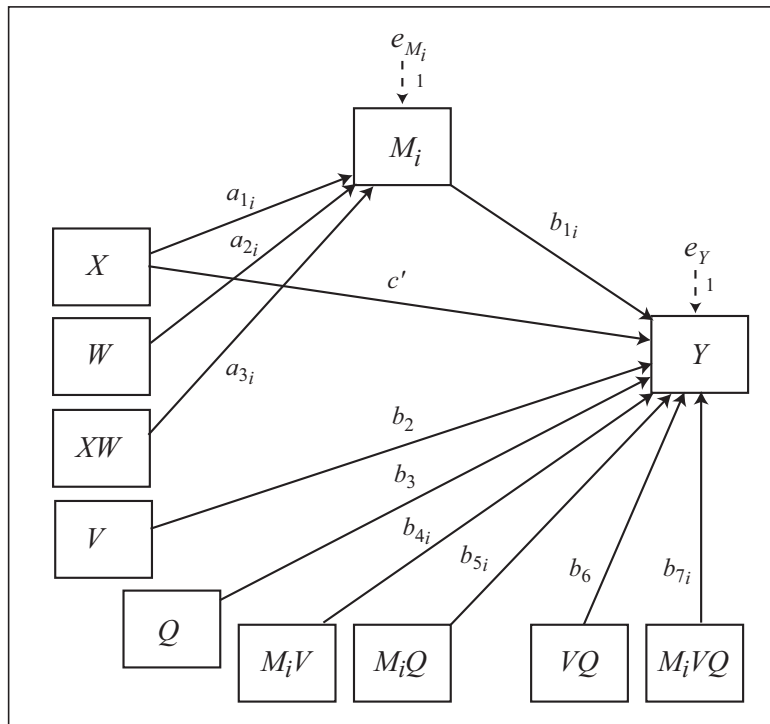 e_{M_i}
1
M_i
a_{1_i}
a_{2_i}
b_{1_i}
X
e_Y
1
c′
W
Y
a_{3_i}
XW
b_2
b_3
V
b_{4_i}
b_{5_i}
b_6
b_{7_i}
Q
M_iV
M_iQ
VQ
M_iVQ